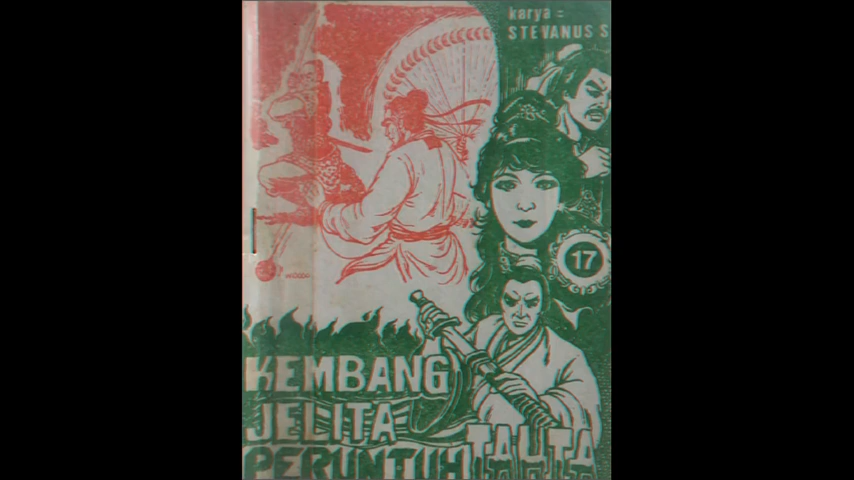 karya =
STEVANUS S
17
KEMBANG
JELITA
PERUNTUH TAHTA